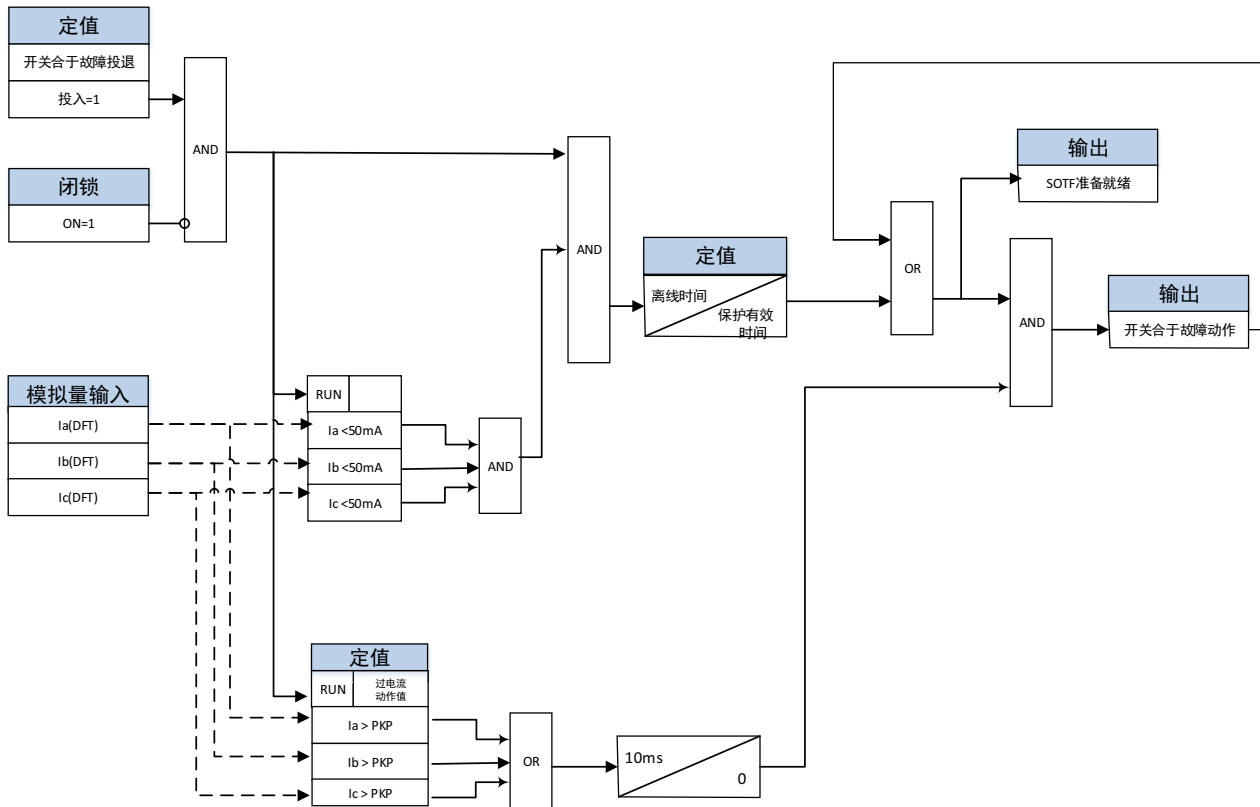 定值
开关合于故障投退
投入=1
AND
闭锁
ON=1
AND
定值
离线时间
保护有效
时间
OR
输出
SOTF准备就绪
AND
输出
开关合于故障动作
模拟量输入
Ia(DFT)
Ib(DFT)
Ic(DFT)
RUN
Ia <50mA
Ib <50mA
Ic <50mA
AND
定值
RUN
过电流
动作值
Ia > PKP
Ib > PKP
Ic > PKP
OR
10ms
0